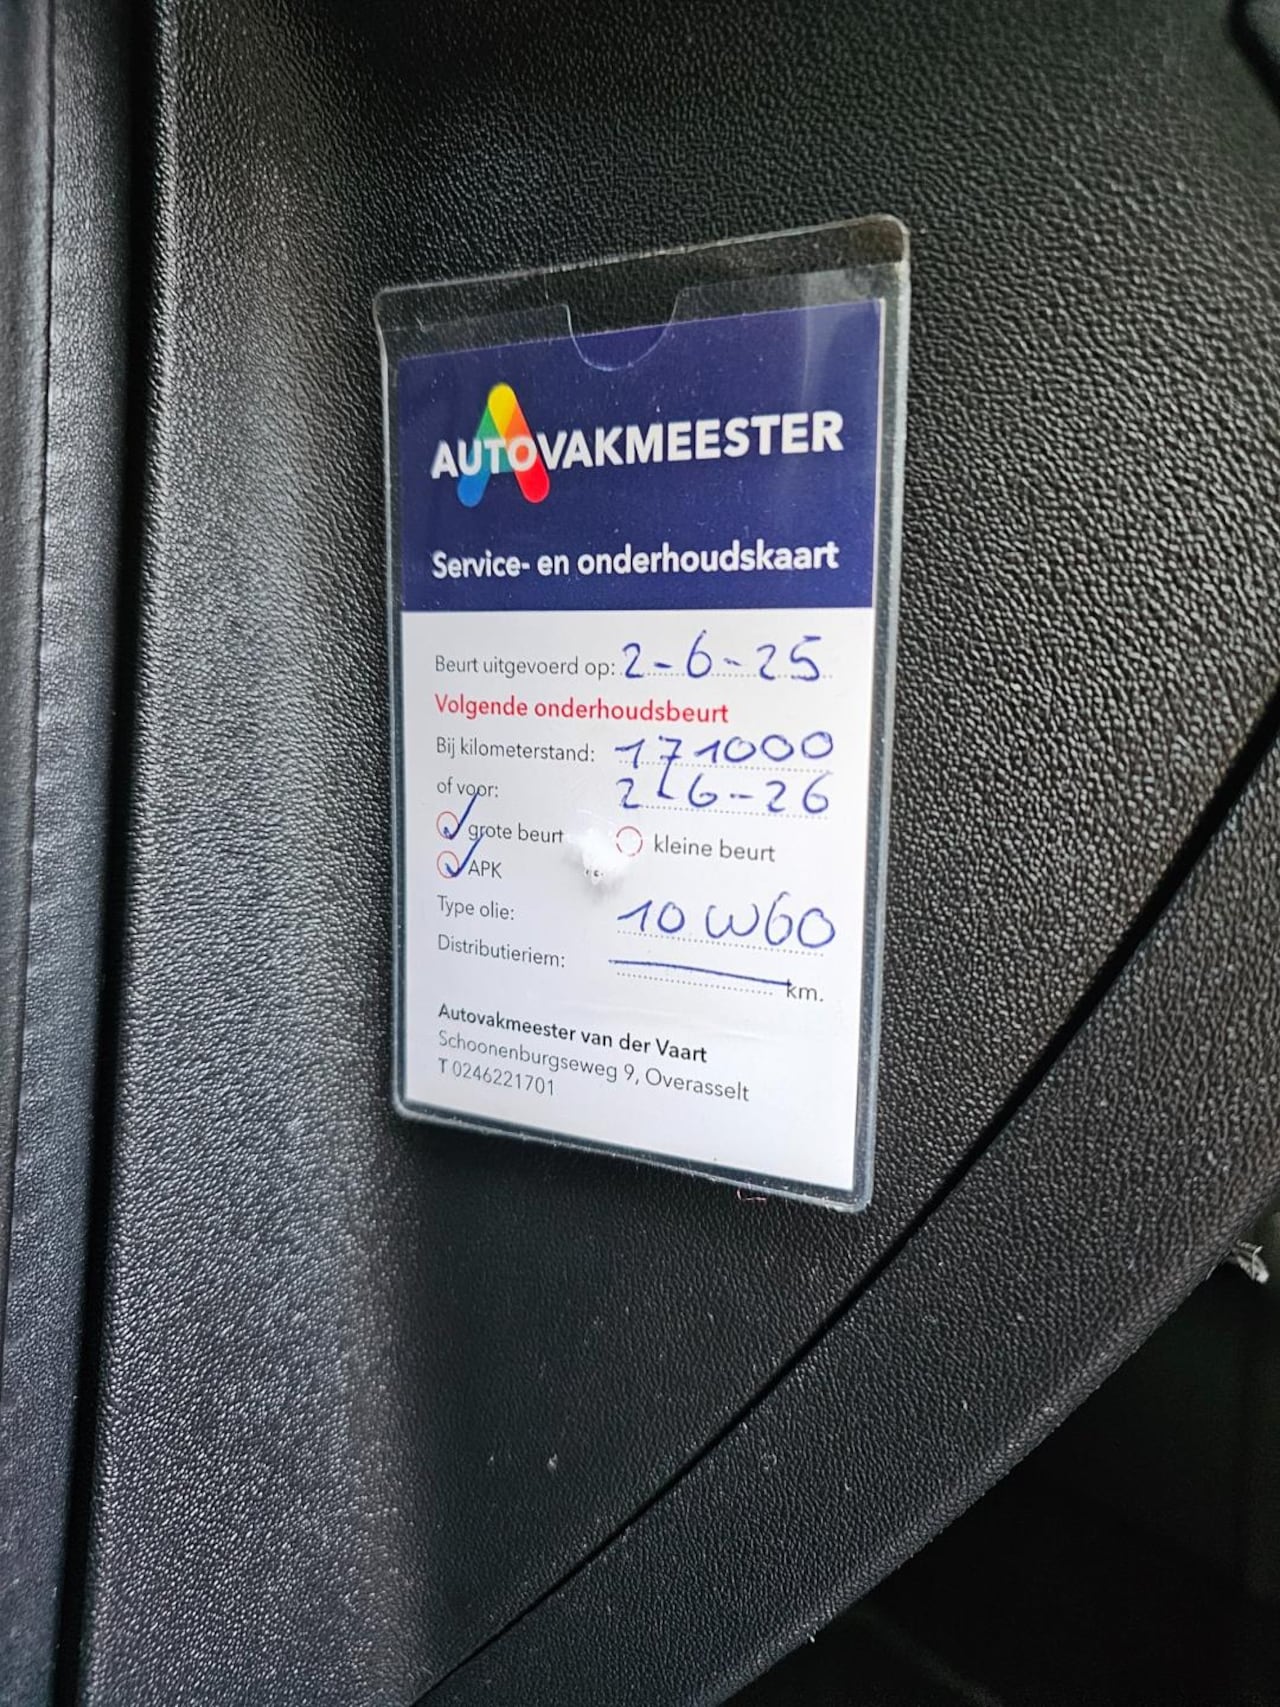 AUTOVAKMEESTER
Service- en onderhoudskaart
Beurt uitgevoerd op: 2-6-25
Volgende onderhoudsbeurt
Bij kilometerstand: 171000
of voor: 2-6-26
grote beurt kleine beurt
APK
Type olie: 10W60
Distributieriem: km.
Autovakmeester van der Vaart
Schoonenburgseweg 9, Overasselt
T 0246221701